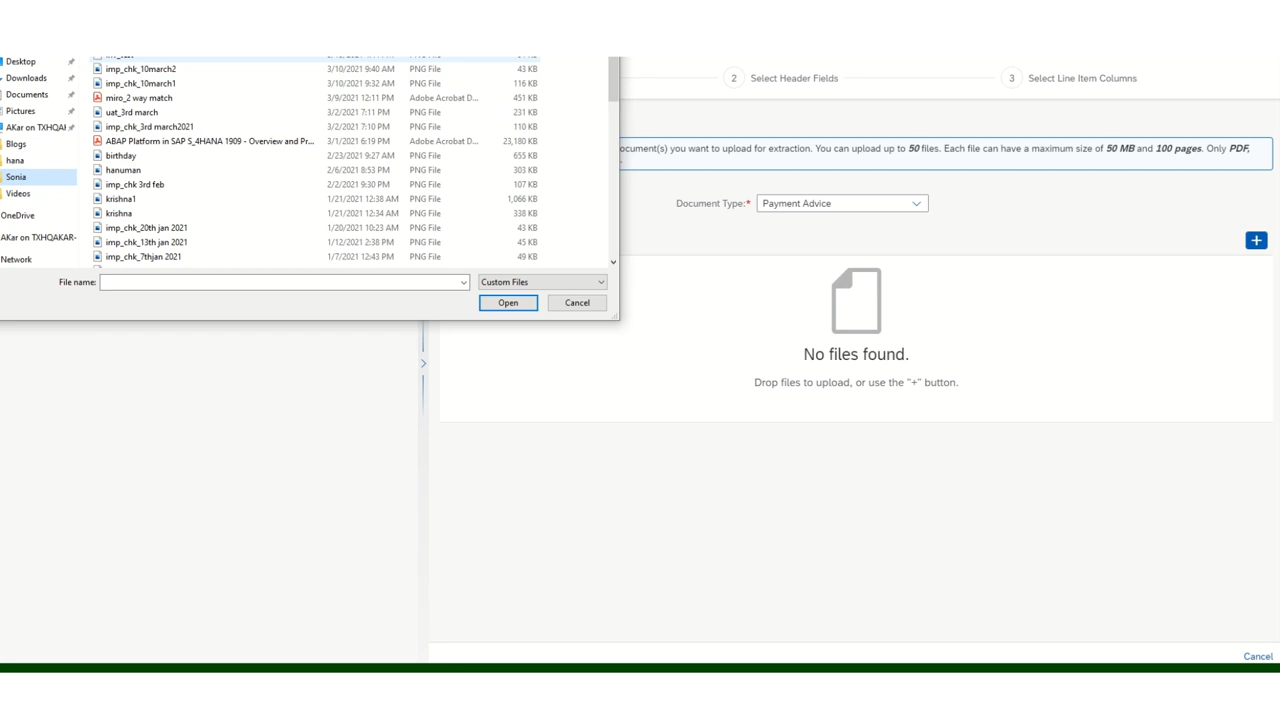 Desktop
Downloads
Documents
Pictures
AKar on TXHQAKA
Blogs
hana
Sonia
Videos
OneDrive
AKar on TXHQAKAR-
Network
imp_chk_10march2 3/10/2021 9:40 AM PNG File 43 KB
imp_chk_10march1 3/10/2021 9:32 AM PNG File 116 KB
miro_2 way match 3/9/2021 12:11 PM Adobe Acrobat D... 451 KB
uat_3rd march 3/2/2021 7:11 PM PNG File 231 KB
imp_chk_3rd march2021 3/2/2021 7:10 PM PNG File 110 KB
ABAP Platform in SAP S_4HANA 1909 - Overview and Pr... 3/1/2021 6:19 PM Adobe Acrobat D... 23,180 KB
birthday 2/23/2021 9:27 AM PNG File 655 KB
hanuman 2/6/2021 8:53 PM PNG File 303 KB
imp_chk 3rd feb 2/2/2021 9:30 PM PNG File 107 KB
krishna1 1/21/2021 12:38 AM PNG File 1,066 KB
krishna 1/21/2021 12:34 AM PNG File 338 KB
imp_chk_20th jan 2021 1/20/2021 10:23 AM PNG File 43 KB
imp_chk_13th jan 2021 1/12/2021 2:38 PM PNG File 45 KB
imp_chk_7thjan 2021 1/7/2021 12:43 PM PNG File 49 KB
File name:
Custom Files
Open Cancel
2 Select Header Fields 3 Select Line Item Columns
ocument(s) you want to upload for extraction. You can upload up to 50 files. Each file can have a maximum size of 50 MB and 100 pages. Only PDF,
Document Type:* Payment Advice
+
No files found.
Drop files to upload, or use the "+" button.
Cancel